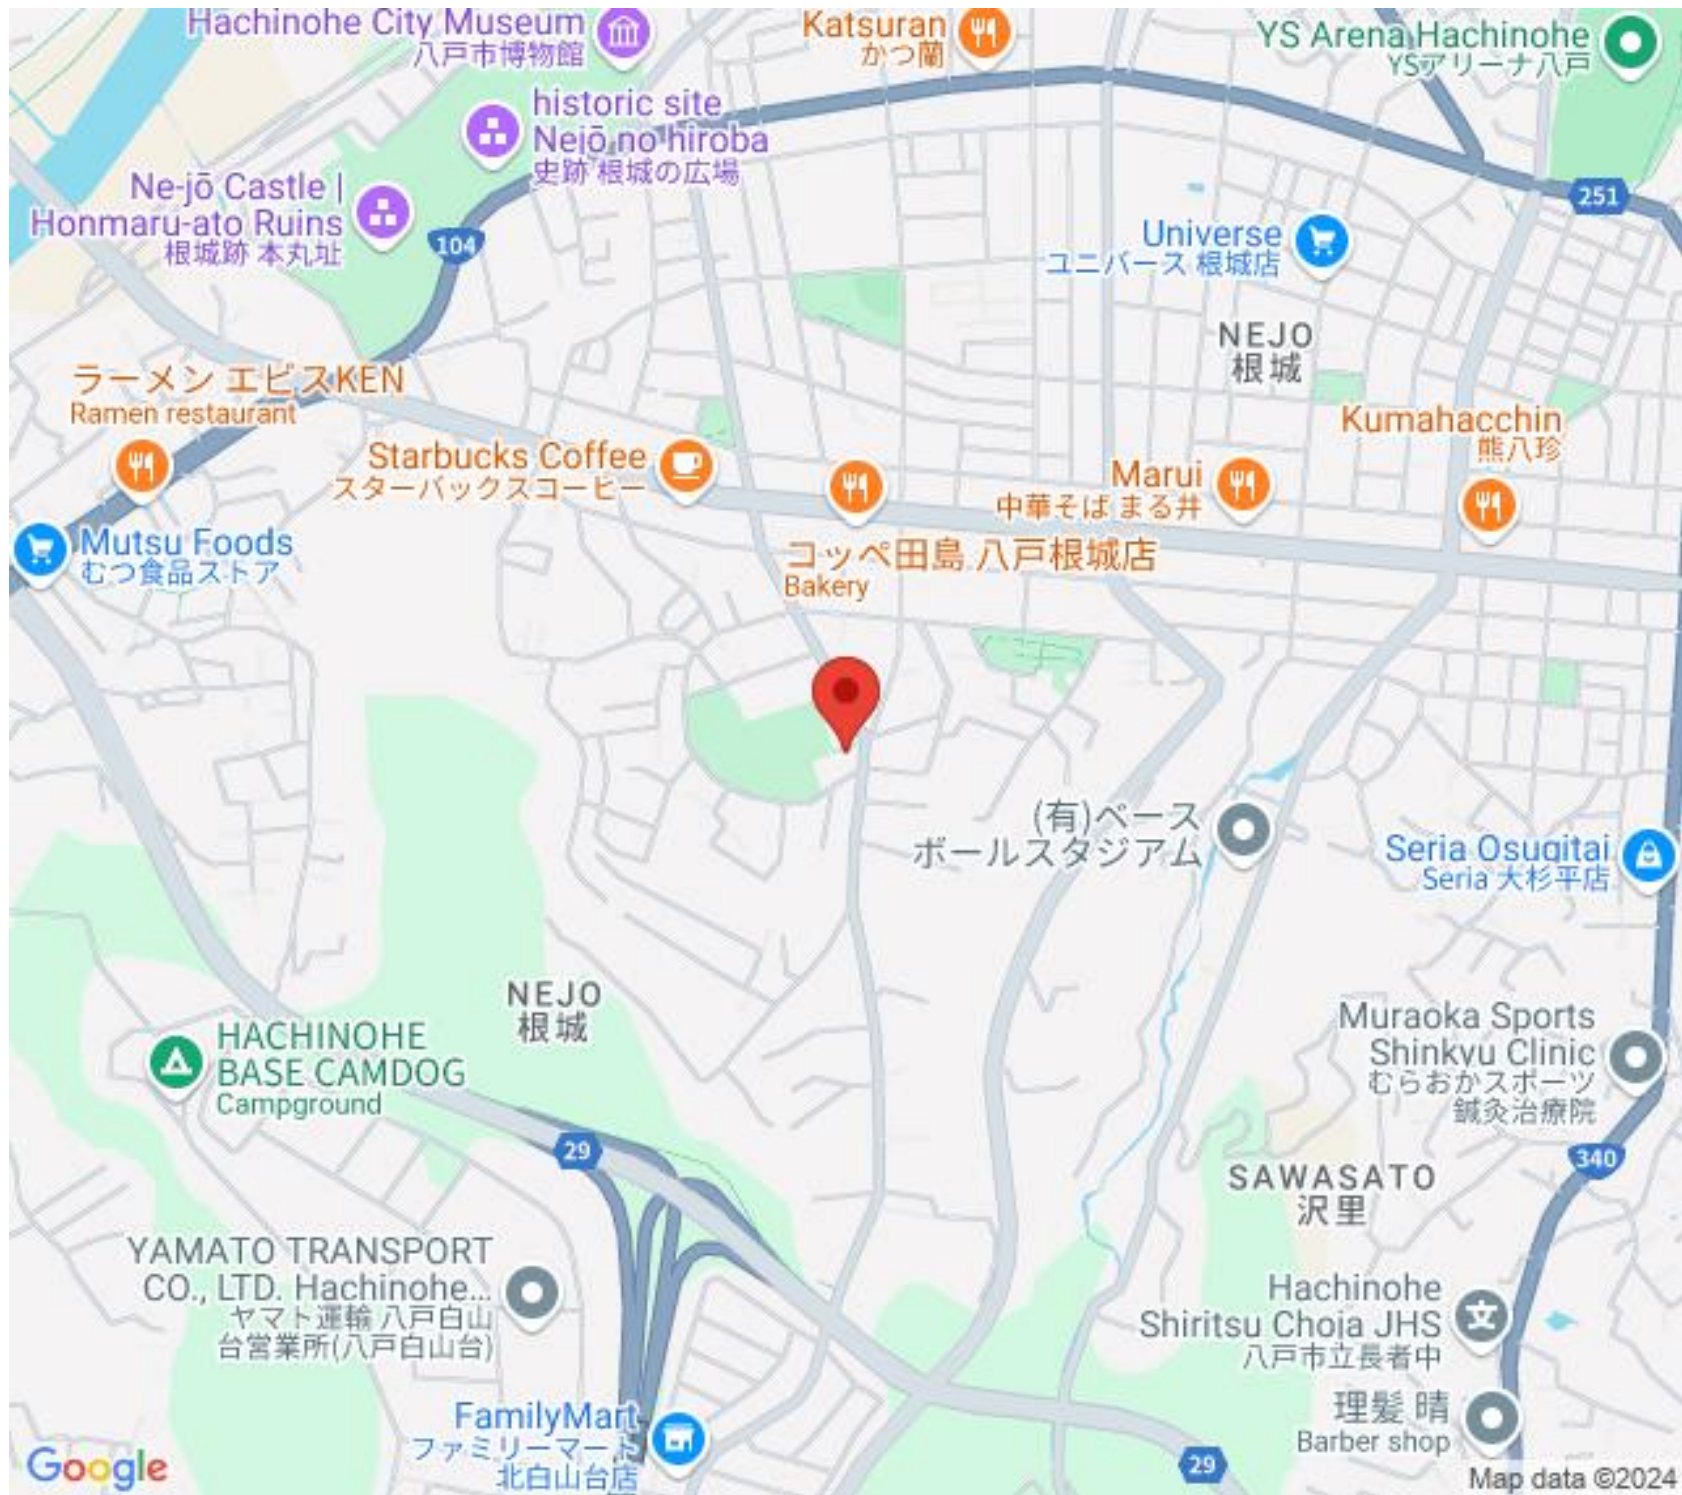 Hachinohe City Museum
八戸市博物館
Katsuran
かつ蘭
YS Arena Hachinohe
YSアリーナ八戸
historic site
Nejō no hiroba
史跡 根城の広場
Ne-jō Castle |
Honmaru-ato Ruins
根城跡 本丸址
104
251
Universe
ユニバース 根城店
NEJO
根城
ラーメン エビスKEN
Ramen restaurant
Kumahacchin
熊八珍
Starbucks Coffee
スターバックスコーヒー
Marui
中華そば まる井
Mutsu Foods
むつ食品ストア
コッペ田島 八戸根城店
Bakery
(有)ベース
ボールスタジアム
Seria Osugitai
Seria 大杉平店
NEJO
根城
HACHINOHE
BASE CAMDOG
Campground
Muraoka Sports
Shinkyu Clinic
むらおかスポーツ
鍼灸治療院
29
340
SAWASATO
沢里
YAMATO TRANSPORT
CO., LTD. Hachinohe...
ヤマト運輸 八戸白山
台営業所(八戸白山台)
Hachinohe
Shiritsu Choja JHS
八戸市立長者中
FamilyMart
ファミリーマート
北白山台店
理髪 晴
Barber shop
29
Google
Map data ©2024